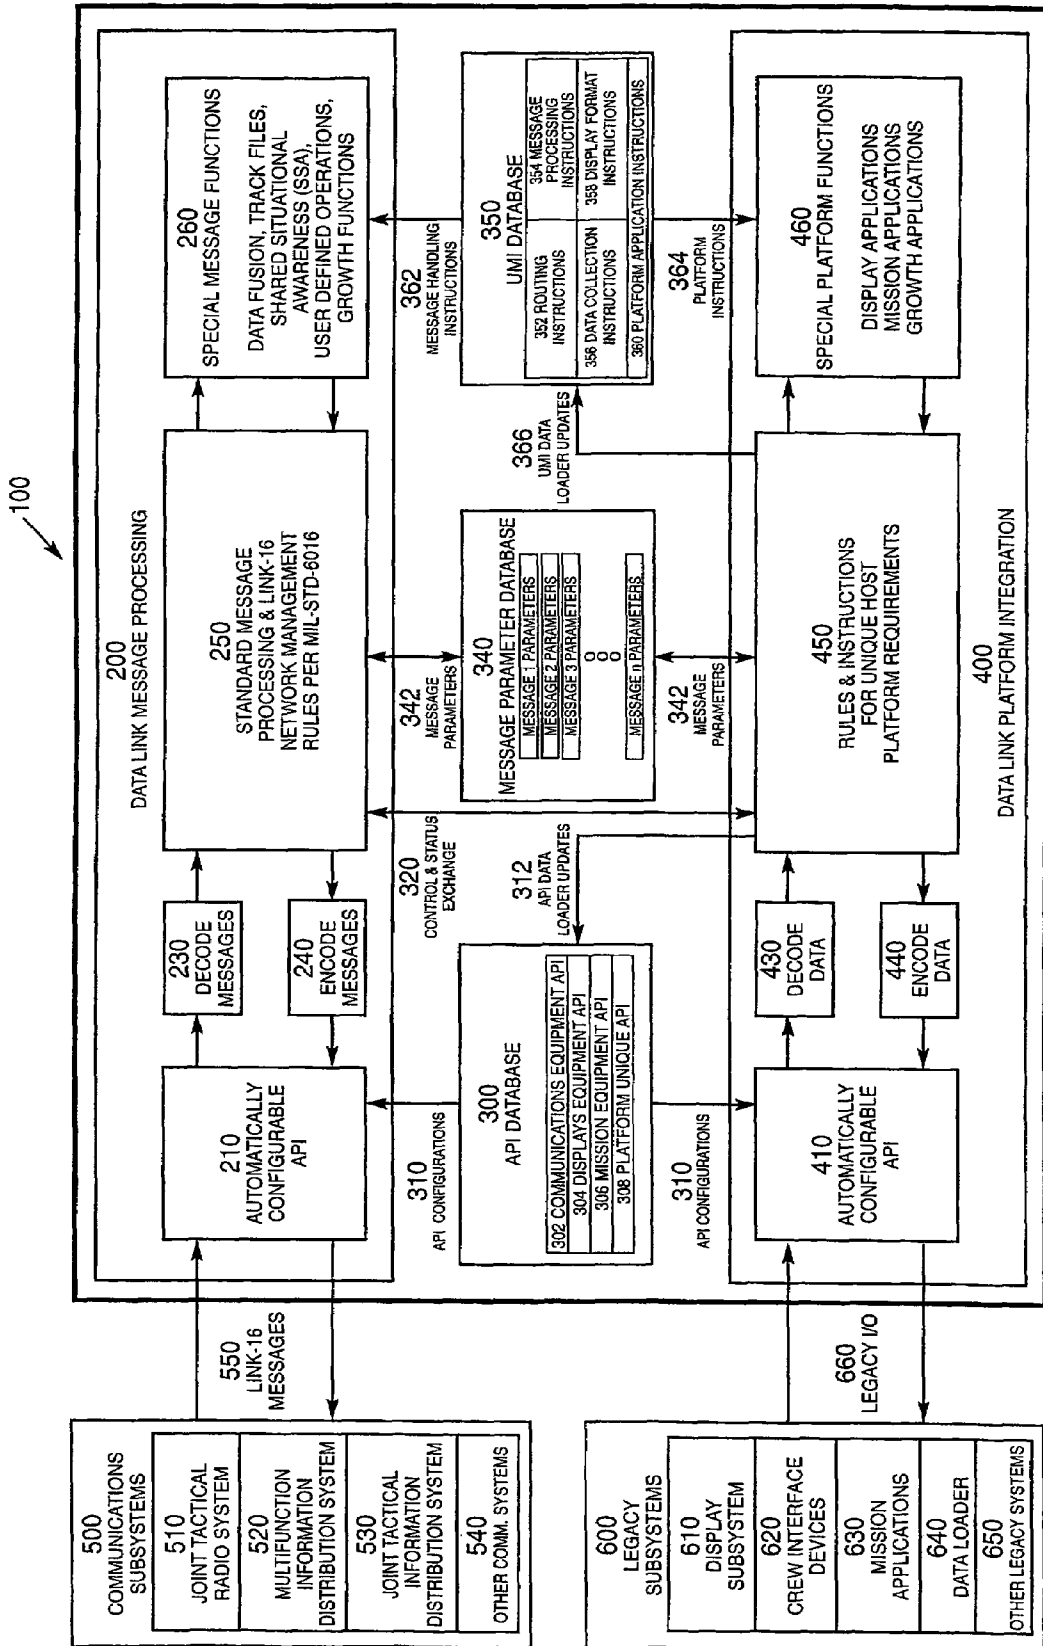 100
200
DATA LINK MESSAGE PROCESSING
500
COMMUNICATIONS
SUBSYSTEMS
510
JOINT TACTICAL
RADIO SYSTEM
520
MULTIFUNCTION
INFORMATION
DISTRIBUTION SYSTEM
530
JOINT TACTICAL
INFORMATION
DISTRIBUTION SYSTEM
540
OTHER COMM. SYSTEMS
550
LINK-16
MESSAGES
210
AUTOMATICALLY
CONFIGURABLE
API
230
DECODE
MESSAGES
240
ENCODE
MESSAGES
250
STANDARD MESSAGE
PROCESSING & LINK-16
NETWORK MANAGEMENT
RULES PER MIL-STD-6016
260
SPECIAL MESSAGE FUNCTIONS
DATA FUSION, TRACK FILES,
SHARED SITUATIONAL
AWARENESS (SSA),
USER DEFINED OPERATIONS,
GROWTH FUNCTIONS
310
API CONFIGURATIONS
320
CONTROL & STATUS
EXCHANGE
342
MESSAGE
PARAMETERS
362
MESSAGE HANDLING
INSTRUCTIONS
300
API DATABASE
302 COMMUNICATIONS EQUIPMENT API
304 DISPLAYS EQUIPMENT API
306 MISSION EQUIPMENT API
308 PLATFORM UNIQUE API
312
API DATA
LOADER UPDATES
340
MESSAGE PARAMETER DATABASE
MESSAGE 1 PARAMETERS
MESSAGE 2 PARAMETERS
MESSAGE 3 PARAMETERS
O
O
O
MESSAGE n PARAMETERS
366
UMI DATA
LOADER UPDATES
350
UMI DATABASE
352 ROUTING
INSTRUCTIONS
354 MESSAGE
PROCESSING
INSTRUCTIONS
356 DATA COLLECTION
INSTRUCTIONS
358 DISPLAY FORMAT
INSTRUCTIONS
360 PLATFORM APPLICATION INSTRUCTIONS
310
API CONFIGURATIONS
342
MESSAGE
PARAMETERS
364
PLATFORM
INSTRUCTIONS
600
LEGACY
SUBSYSTEMS
610
DISPLAY
SUBSYSTEM
620
CREW INTERFACE
DEVICES
630
MISSION
APPLICATIONS
640
DATA LOADER
650
OTHER LEGACY SYSTEMS
660
LEGACY I/O
410
AUTOMATICALLY
CONFIGURABLE
API
430
DECODE
DATA
440
ENCODE
DATA
450
RULES & INSTRUCTIONS
FOR UNIQUE HOST
PLATFORM REQUIREMENTS
460
SPECIAL PLATFORM FUNCTIONS
DISPLAY APPLICATIONS
MISSION APPLICATIONS
GROWTH APPLICATIONS
400
DATA LINK PLATFORM INTEGRATION